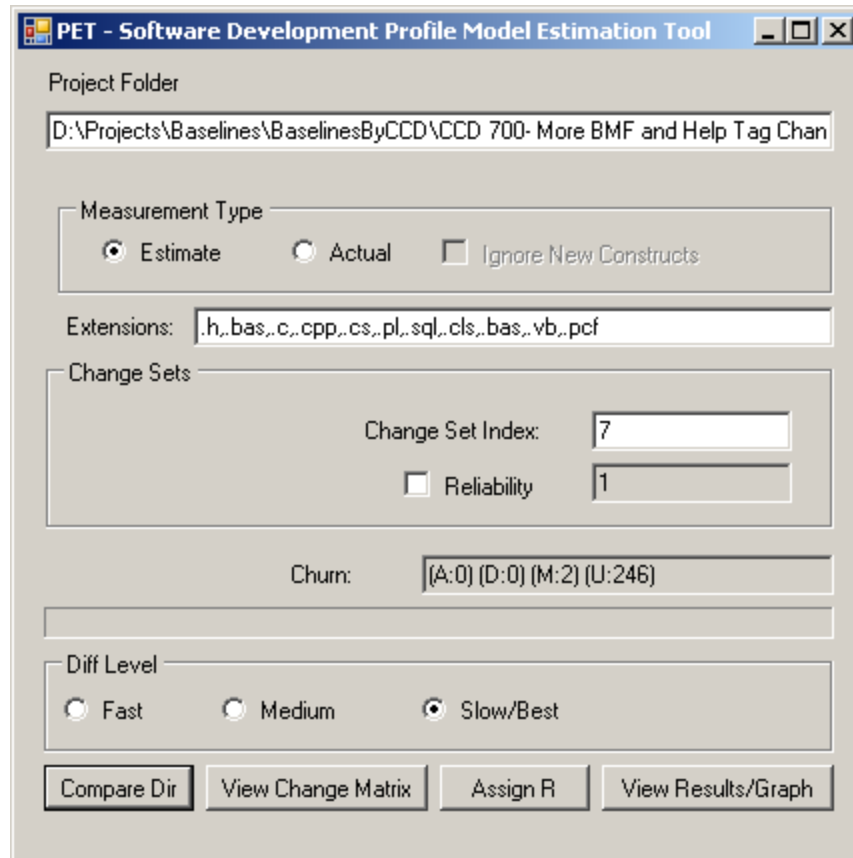 PET - Software Development Profile Model Estimation Tool
Project Folder
D:\Projects\Baselines\BaselinesByCCD\CCD 700- More BMF and Help Tag Chan
Measurement Type
Estimate Actual Ignore New Constructs
Extensions: .h,.bas,.c,.cpp,.cs,.pl,.sql,.cls,.bas,.vb,.pcf
Change Sets
Change Set Index: 7
Reliability 1
Churn: (A:0) (D:0) (M:2) (U:246)
Diff Level
Fast Medium Slow/Best
Compare Dir View Change Matrix Assign R View Results/Graph